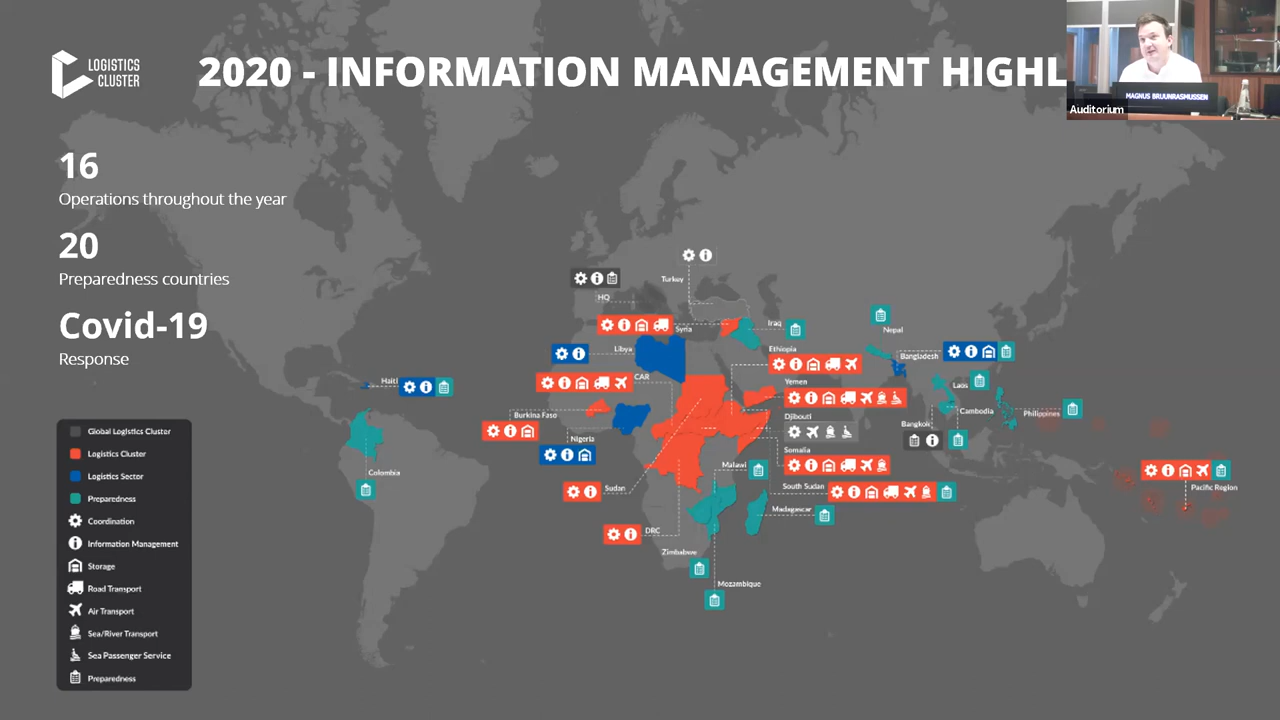 LOGISTICS
CLUSTER
2020 - INFORMATION MANAGEMENT HIGHL
MAGNUS BRUUNRASMUSSEN
Auditorium
16
Operations throughout the year
20
Preparedness countries
Covid-19
Response
Turkey
HQ
Syria
Iraq
Nepal
Libya
Ethiopia
Bangladesh
Haiti
CAR
Yemen
Laos
Burkina Faso
Djibouti
Cambodia
Philippines
Bangkok
Nigeria
Somalia
Colombia
Malawi
Sudan
South Sudan
Pacific Region
Madagascar
DRC
Zimbabwe
Mozambique
Global Logistics Cluster
Logistics Cluster
Logistics Sector
Preparedness
Coordination
Information Management
Storage
Road Transport
Air Transport
Sea/River Transport
Sea Passenger Service
Preparedness